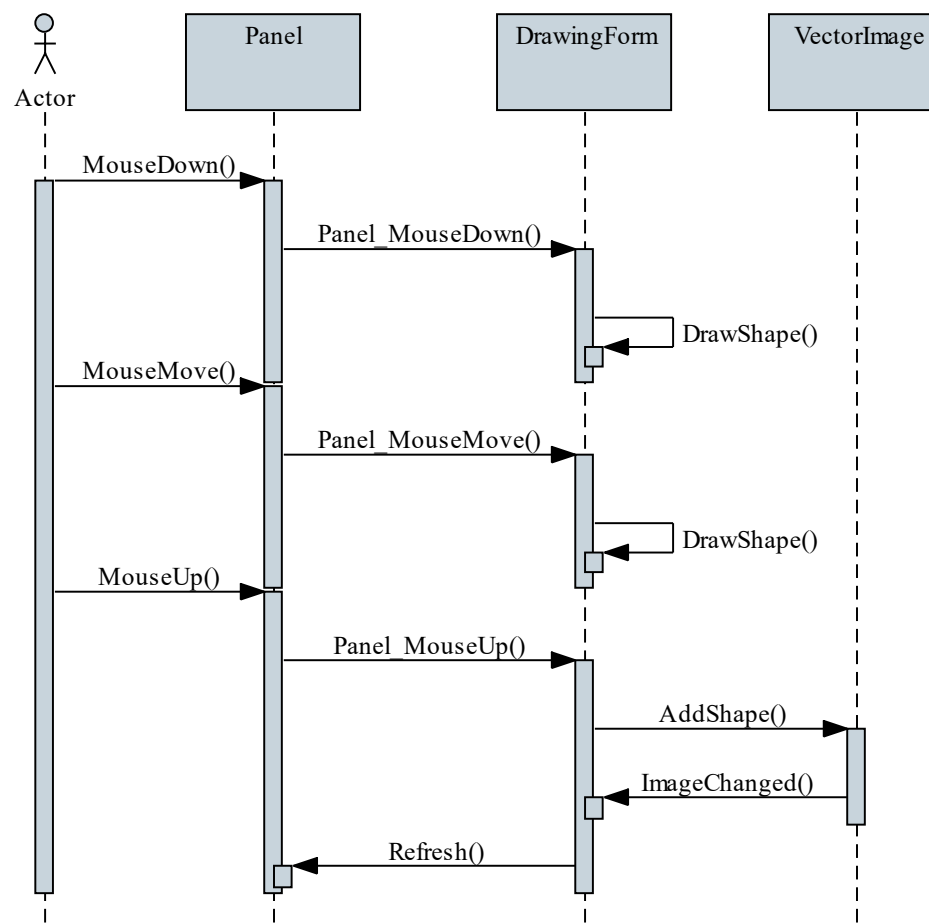 Panel
DrawingForm
VectorImage
Actor
MouseDown()
Panel_MouseDown()
DrawShape()
MouseMove()
Panel_MouseMove()
DrawShape()
MouseUp()
Panel_MouseUp()
AddShape()
ImageChanged()
Refresh()